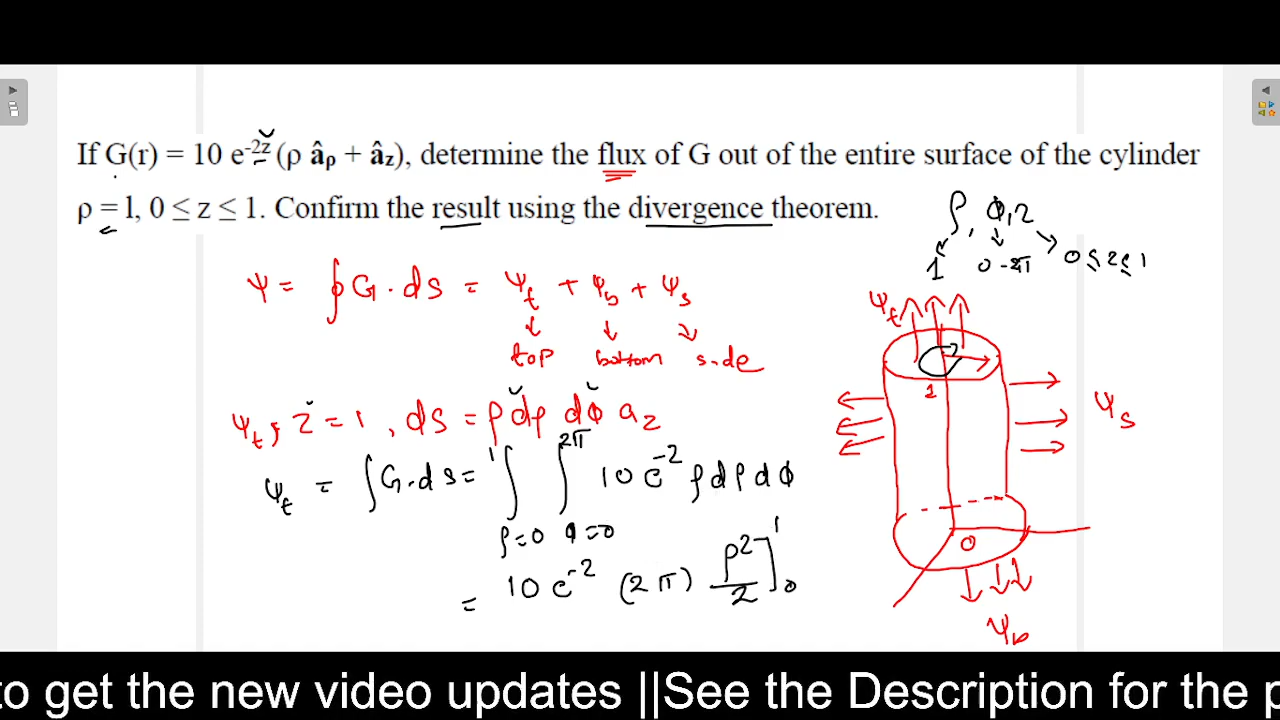 If G(r) = 10 e-2z (ρ âρ + âz), determine the flux of G out of the entire surface of the cylinder
ρ = 1, 0 ≤ z ≤ 1. Confirm the result using the divergence theorem.
ρ, φ, z
1 0-2π 0 ≤ z ≤ 1
ψ = ∮ G · ds = ψt + ψb + ψs
top bottom side
ψt
ψt ; z = 1, ds = ρ dρ dφ az
1
ψs
ψt = ∫ G·ds = ∫ 1 ρ=0 ∫ 2π φ=0 10 e-2 ρ dρ dφ
0
= 10 e-2 (2π) ρ2/2 ]1 0
ψb
to get the new video updates ||See the Description for the p